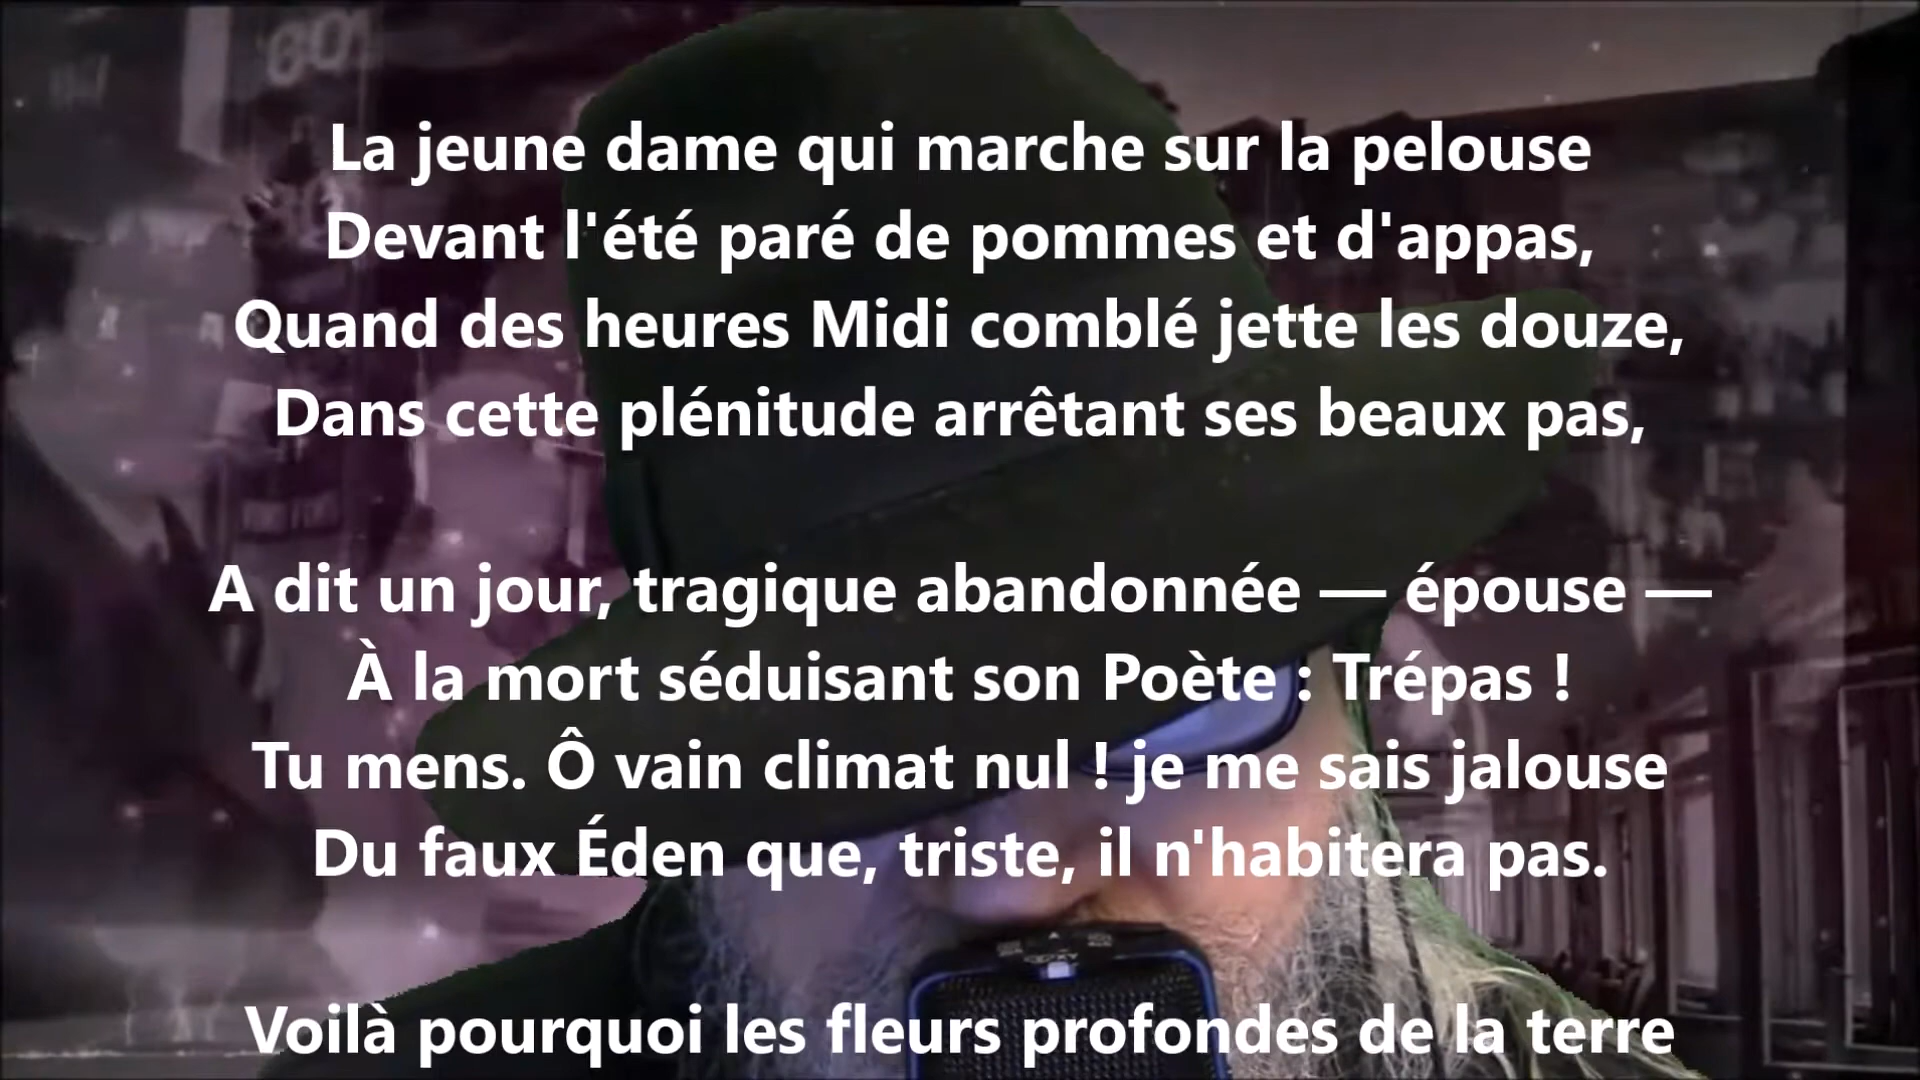 La jeune dame qui marche sur la pelouse
Devant l'été paré de pommes et d'appas,
Quand des heures Midi comblé jette les douze,
Dans cette plénitude arrêtant ses beaux pas,
A dit un jour, tragique abandonnée — épouse —
À la mort séduisant son Poète : Trépas !
Tu mens. Ô vain climat nul ! je me sais jalouse
Du faux Éden que, triste, il n'habitera pas.
Voilà pourquoi les fleurs profondes de la terre